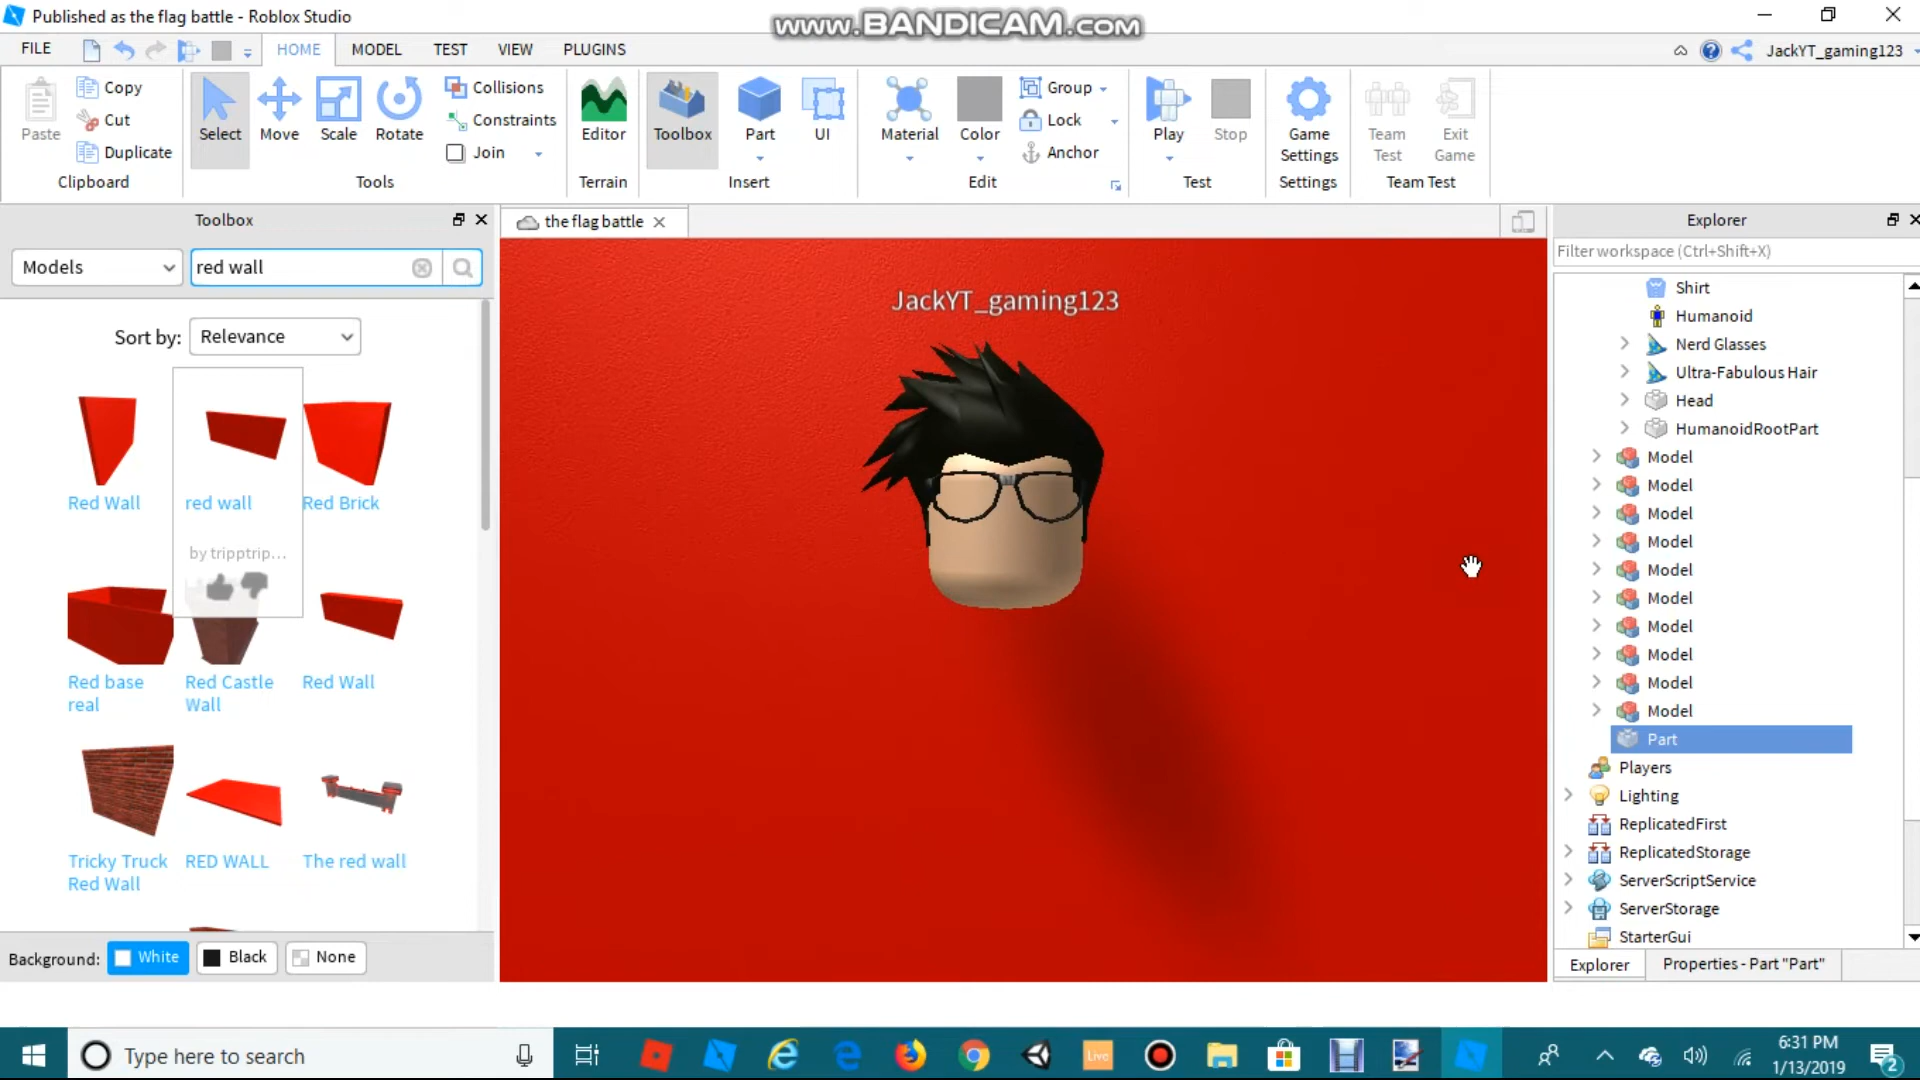 Published as the flag battle - Roblox Studio
www.BANDICAM.com
FILE
HOME
MODEL
TEST
VIEW
PLUGINS
JackYT_gaming123
Paste
Copy
Cut
Duplicate
Clipboard
Select
Move
Scale
Rotate
Collisions
Constraints
Join
Tools
Editor
Terrain
Toolbox
Part
UI
Insert
Material
Color
Group
Lock
Anchor
Edit
Play
Stop
Test
Game
Settings
Settings
Team
Test
Exit
Game
Team Test
Toolbox
Models
red wall
Sort by:
Relevance
Red Wall
red wall
Red Brick
by tripptrip...
Red base
real
Red Castle
Wall
Red Wall
Tricky Truck
Red Wall
RED WALL
The red wall
Background:
White
Black
None
the flag battle
JackYT_gaming123
Explorer
Filter workspace (Ctrl+Shift+X)
Shirt
Humanoid
Nerd Glasses
Ultra-Fabulous Hair
Head
HumanoidRootPart
Model
Model
Model
Model
Model
Model
Model
Model
Model
Model
Part
Players
Lighting
ReplicatedFirst
ReplicatedStorage
ServerScriptService
ServerStorage
StarterGui
Explorer
Properties - Part "Part"
Type here to search
Live
6:31 PM
1/13/2019
2